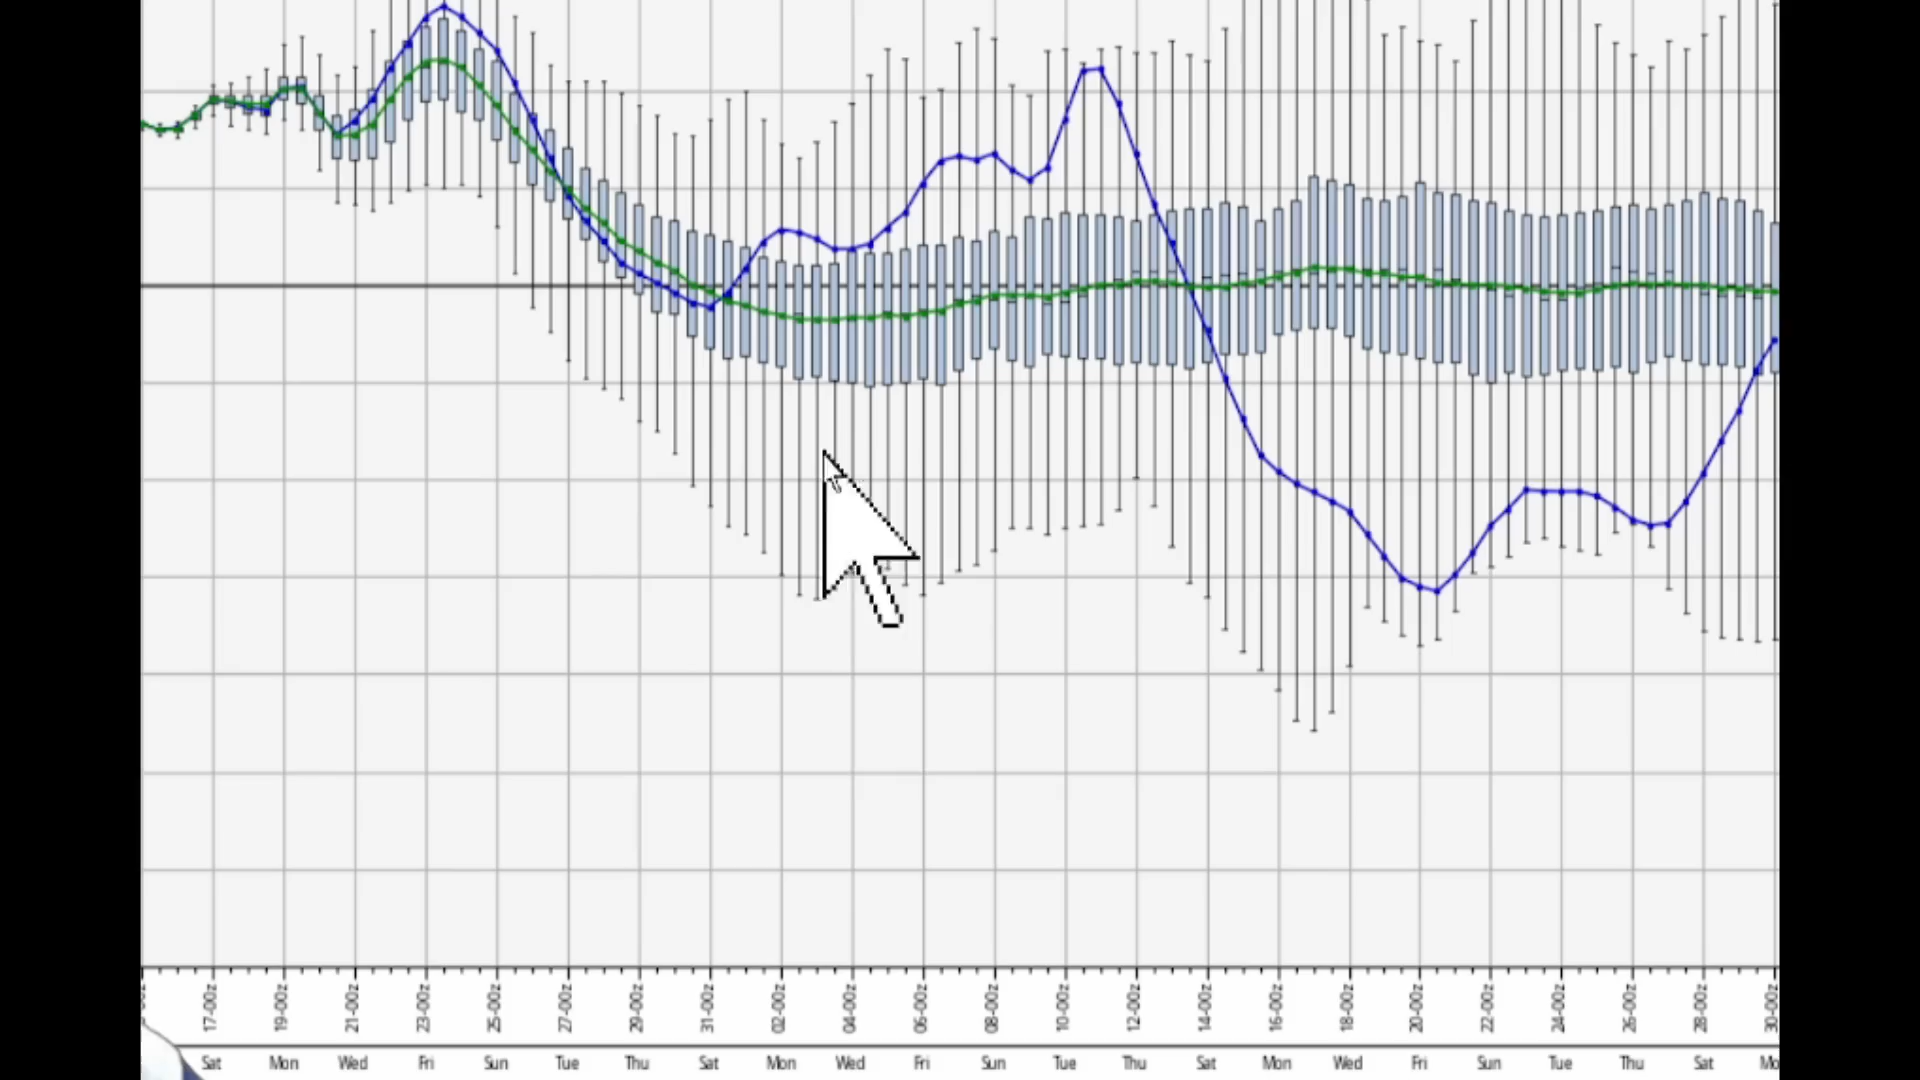 17-00z 19-00z 21-00z 23-00z 25-00z 27-00z 29-00z 31-00z 02-00z 04-00z 06-00z 08-00z 10-00z 12-00z 14-00z 16-00z 18-00z 20-00z 22-00z 24-00z 26-00z 28-00z 30-00z
Sat Mon Wed Fri Sun Tue Thu Sat Mon Wed Fri Sun Tue Thu Sat Mon Wed Fri Sun Tue Thu Sat Mo